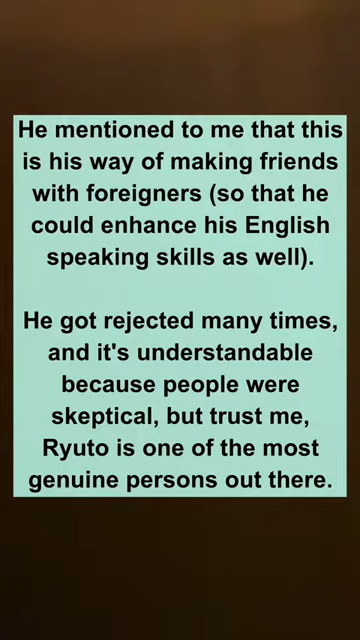 He mentioned to me that this
is his way of making friends
with foreigners (so that he
could enhance his English
speaking skills as well).
He got rejected many times,
and it's understandable
because people were
skeptical, but trust me,
Ryuto is one of the most
genuine persons out there.